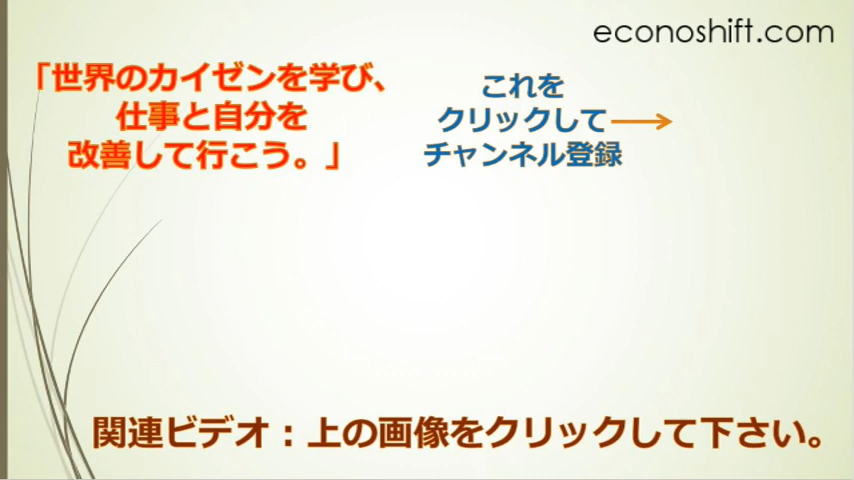 econoshift.com
「世界のカイゼンを学び、
仕事と自分を
改善して行こう。」
これを
クリックして
チャンネル登録
関連ビデオ：上の画像をクリックして下さい。